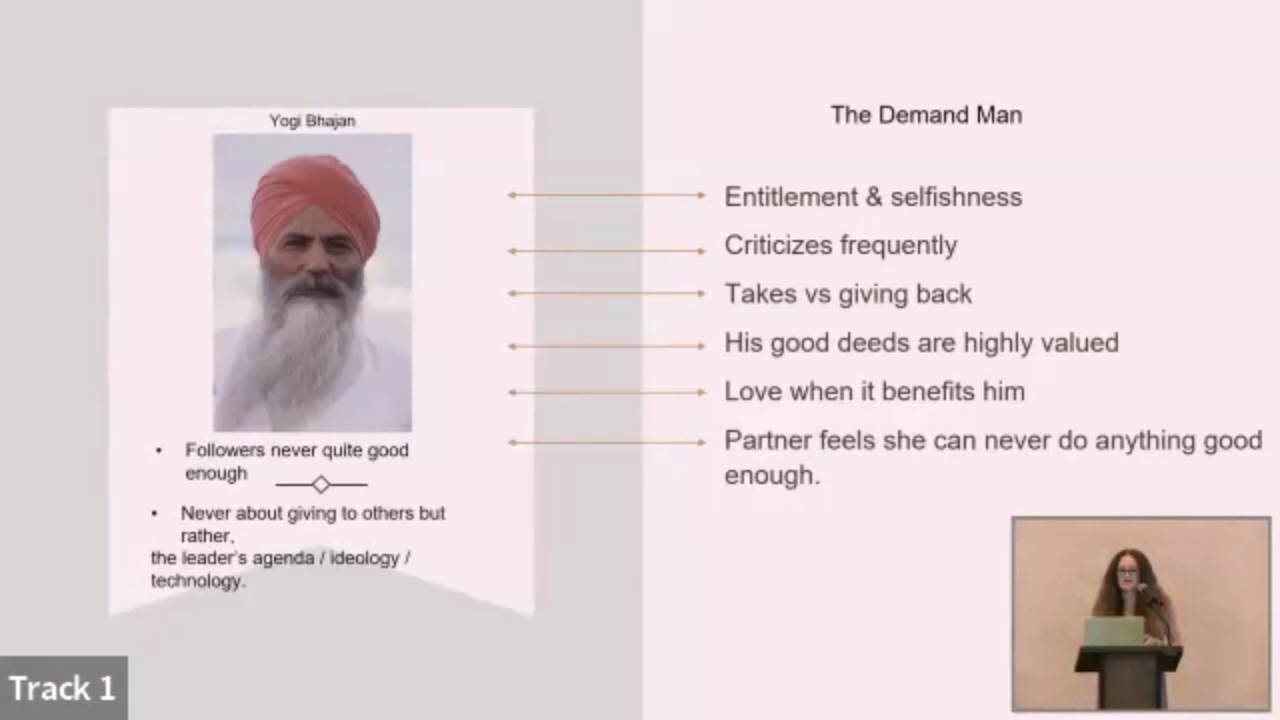 Yogi Bhajan
• Followers never quite good
enough
• Never about giving to others but
rather,
the leader's agenda / ideology /
technology.
The Demand Man
Entitlement & selfishness
Criticizes frequently
Takes vs giving back
His good deeds are highly valued
Love when it benefits him
Partner feels she can never do anything good
enough.
Track 1